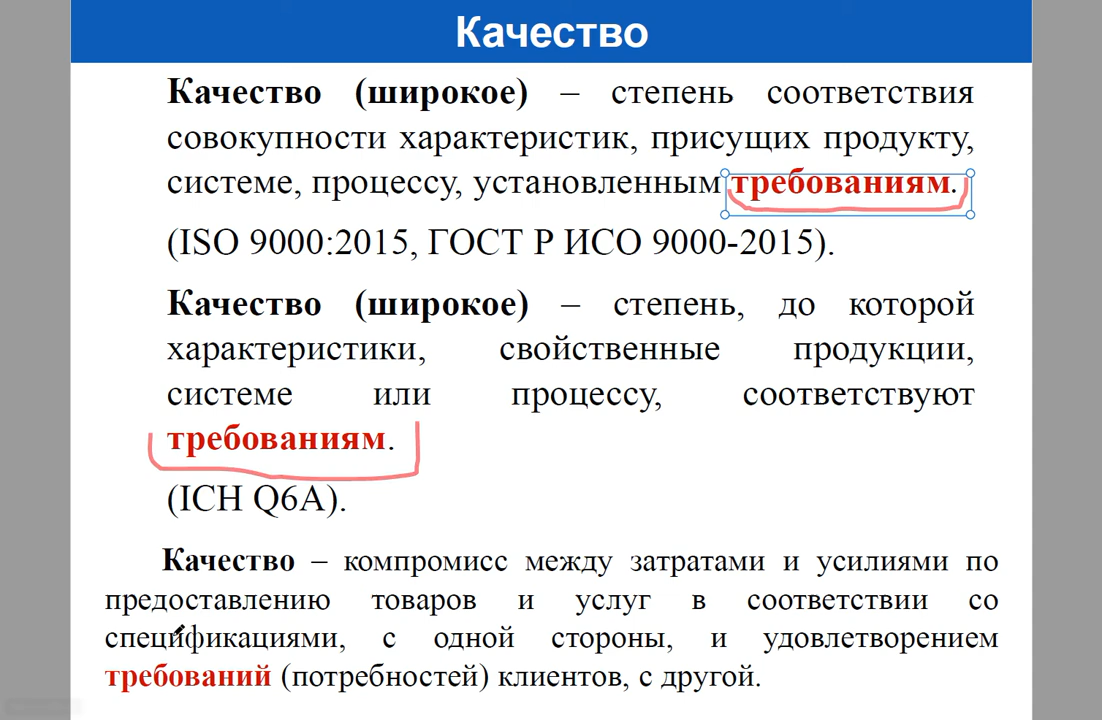 Качество
Качество (широкое) – степень соответствия
совокупности характеристик, присущих продукту,
системе, процессу, установленным требованиям.
(ISO 9000:2015, ГОСТ Р ИСО 9000-2015).
Качество (широкое) – степень, до которой
характеристики, свойственные продукции,
системе или процессу, соответствуют
требованиям.
(ICH Q6A).
Качество – компромисс между затратами и усилиями по
предоставлению товаров и услуг в соответствии со
спецификациями, с одной стороны, и удовлетворением
требований (потребностей) клиентов, с другой.